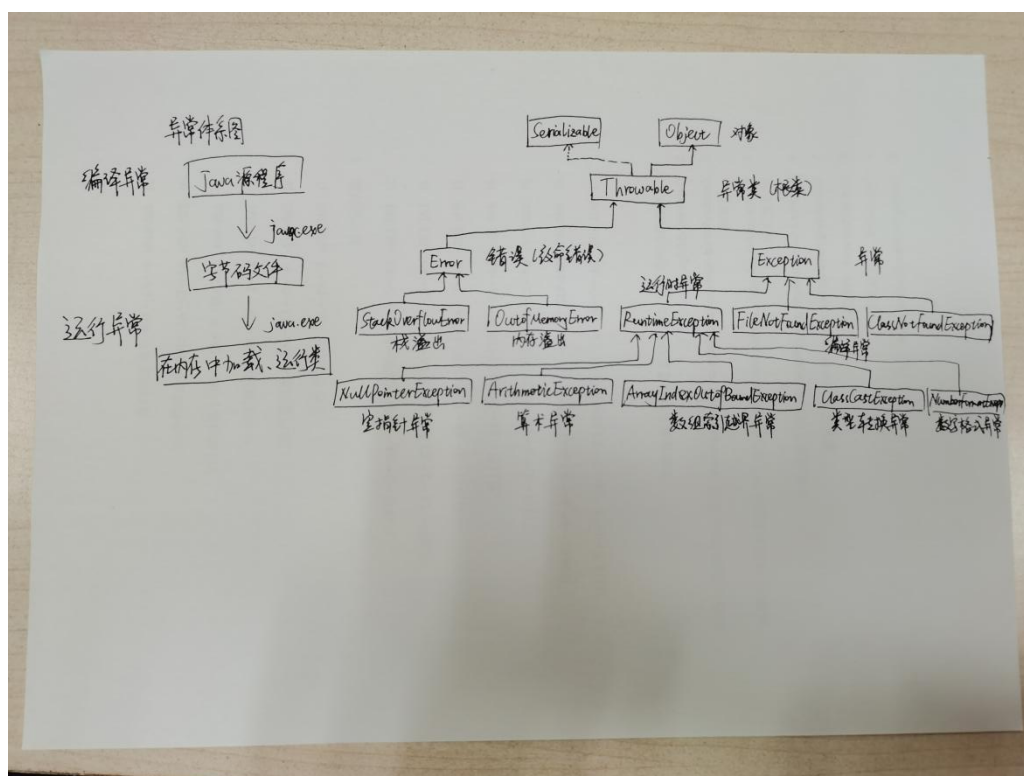 异常体系图
编译异常
Java源程序
javac.exe
字节码文件
运行异常
java.exe
在内存中加载、运行类
Serializable
Object 对象
Throwable 异常类(根类)
Error 错误(致命错误)
Exception 异常
运行时异常
StackOverflowError
OutofMemoryError
RuntimeException
FileNotFoundException
ClassNotFoundException
栈溢出
内存溢出
编译异常
NullPointerException
ArithmeticException
ArrayIndexOutofBoundException
ClassCastException
空指针异常
算术异常
数组索引越界异常
类型转换异常
数字格式异常